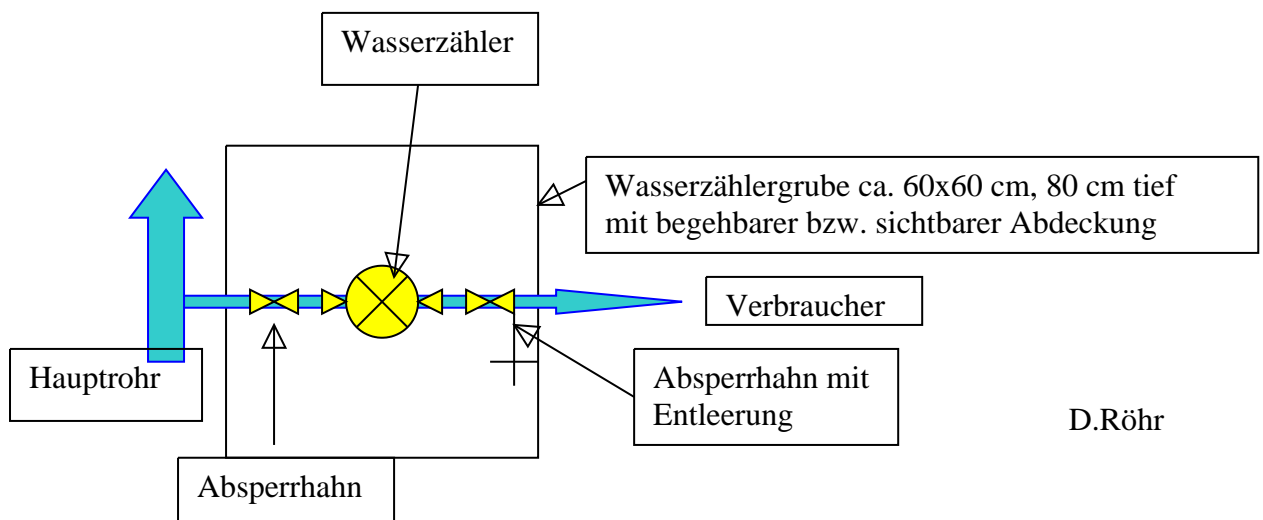 Wasserzähler
Wasserzählergrube ca. 60x60 cm, 80 cm tief
mit begehbarer bzw. sichtbarer Abdeckung
Verbraucher
Hauptrohr
Absperrhahn mit
Entleerung
D.Röhr
Absperrhahn